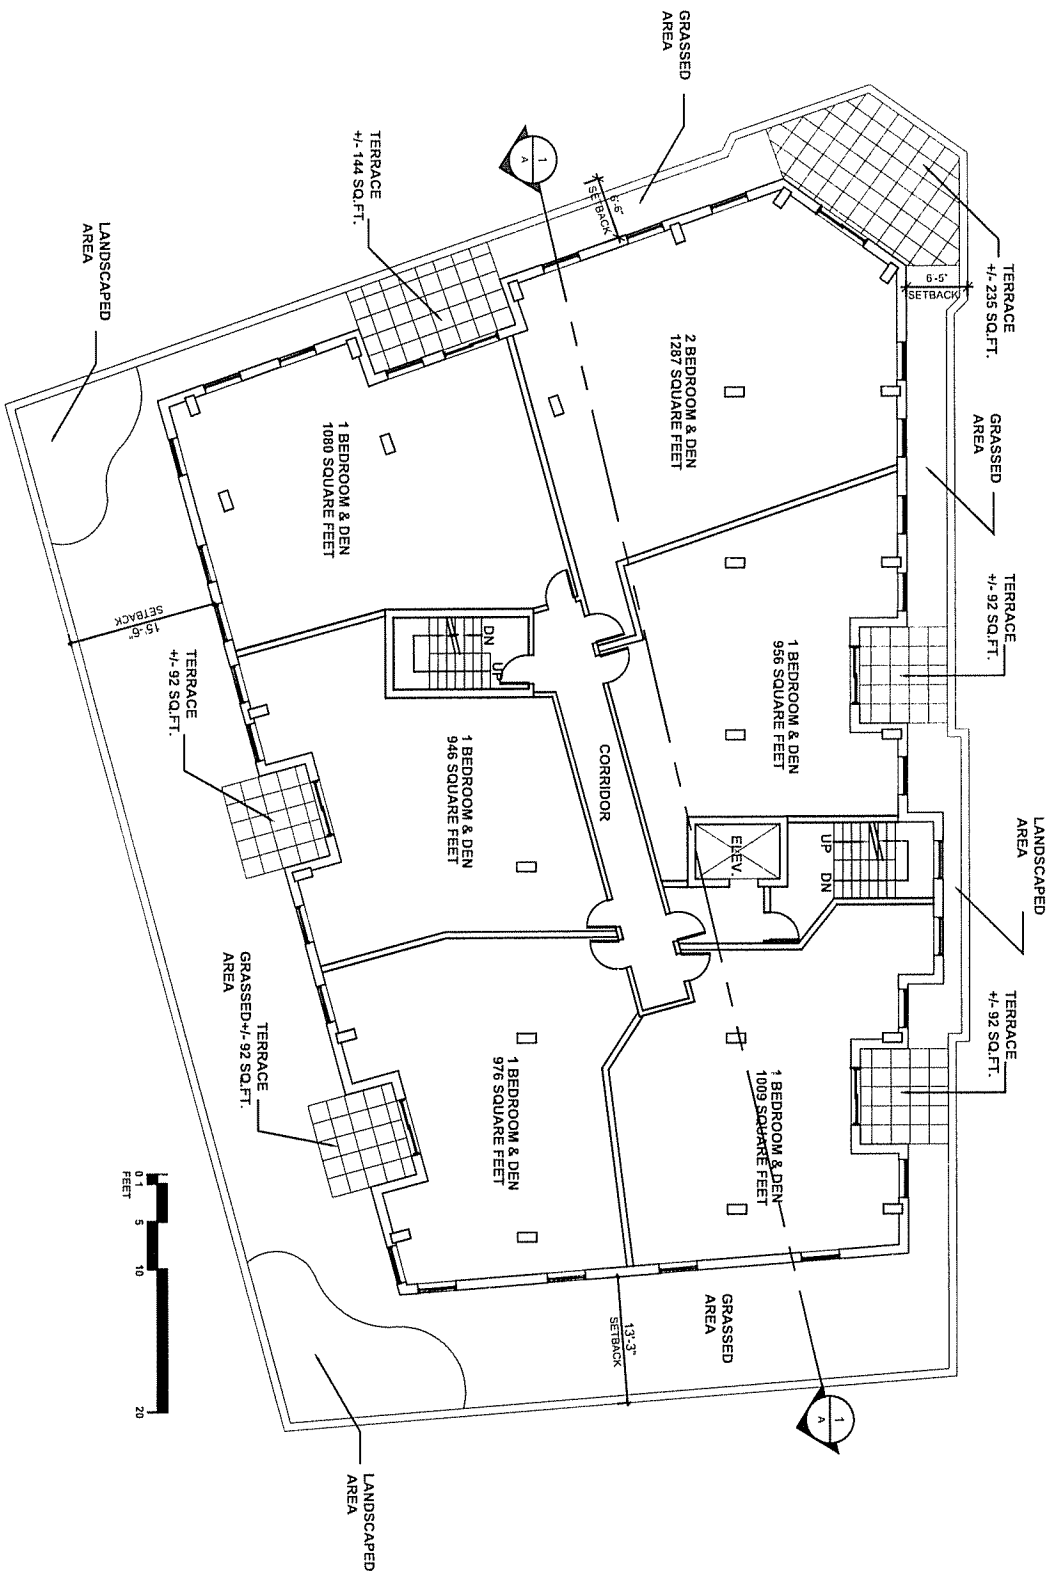 GRASSED
AREA
TERRACE
+/- 235 SQ.FT.
6'-5"
SETBACK
GRASSED
AREA
TERRACE
+/- 92 SQ.FT.
LANDSCAPED
AREA
TERRACE
+/- 92 SQ.FT.
1
A
TERRACE
+/- 144 SQ.FT.
6'-6"
SETBACK
2 BEDROOM & DEN
1287 SQUARE FEET
1 BEDROOM & DEN
956 SQUARE FEET
UP
DN
ELEV.
1 BEDROOM & DEN
1009 SQUARE FEET
CORRIDOR
LANDSCAPED
AREA
1 BEDROOM & DEN
1080 SQUARE FEET
DN
UP
1 BEDROOM & DEN
946 SQUARE FEET
1 BEDROOM & DEN
976 SQUARE FEET
GRASSED
AREA
13'-3"
SETBACK
1
A
15'-6"
SETBACK
TERRACE
+/- 92 SQ.FT.
TERRACE
GRASSED+/- 92 SQ.FT.
AREA
LANDSCAPED
AREA
0 1 5 10 20
FEET